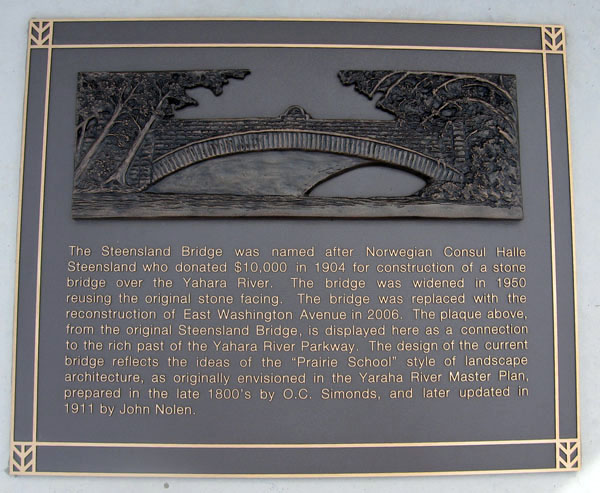 The Steensland Bridge was named after Norwegian Consul Halle
Steensland who donated $10,000 in 1904 for construction of a stone
bridge over the Yahara River. The bridge was widened in 1950
reusing the original stone facing. The bridge was replaced with the
reconstruction of East Washington Avenue in 2006. The plaque above,
from the original Steensland Bridge, is displayed here as a connection
to the rich past of the Yahara River Parkway. The design of the current
bridge reflects the ideas of the "Prairie School" style of landscape
architecture, as originally envisioned in the Yaraha River Master Plan,
prepared in the late 1800's by O.C. Simonds, and later updated in
1911 by John Nolen.